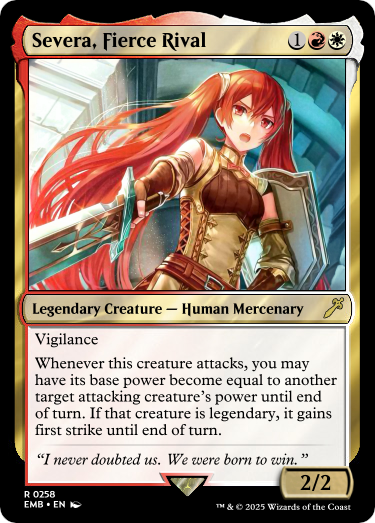 Severa, Fierce Rival 1
Legendary Creature — Human Mercenary
Vigilance
Whenever this creature attacks, you may
have its base power become equal to another
target attacking creature's power until end
of turn. If that creature is legendary, it gains
first strike until end of turn.
“I never doubted us. We were born to win.”
2/2
R 0258
EMB • EN
™ & © 2025 Wizards of the Coast